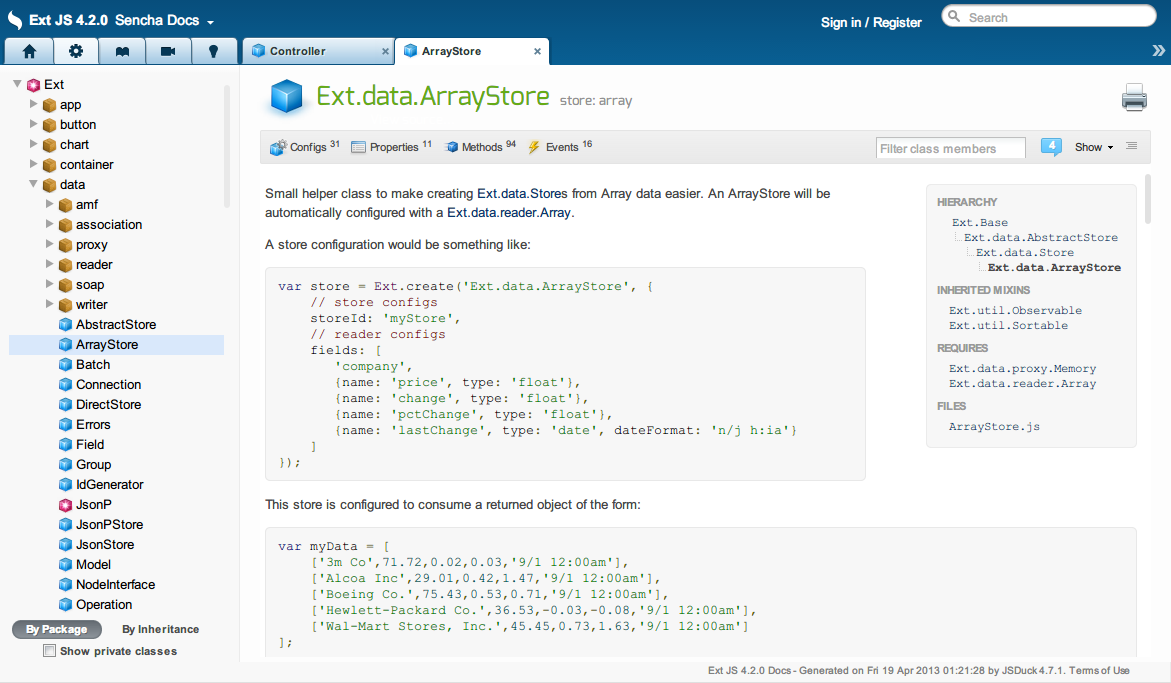 Ext JS 4.2.0 Sencha Docs
Sign in / Register
Search
Controller
ArrayStore
Ext
app
button
chart
container
data
amf
association
proxy
reader
soap
writer
AbstractStore
ArrayStore
Batch
Connection
DirectStore
Errors
Field
Group
IdGenerator
JsonP
JsonPStore
JsonStore
Model
NodeInterface
Operation
By Package By Inheritance
Show private classes
Ext.data.ArrayStore store: array
Configs 31 Properties 11 Methods 94 Events 16
Filter class members 4 Show
Small helper class to make creating Ext.data.Stores from Array data easier. An ArrayStore will be
automatically configured with a Ext.data.reader.Array.
A store configuration would be something like:
var store = Ext.create('Ext.data.ArrayStore', {
// store configs
storeId: 'myStore',
// reader configs
fields: [
'company',
{name: 'price', type: 'float'},
{name: 'change', type: 'float'},
{name: 'pctChange', type: 'float'},
{name: 'lastChange', type: 'date', dateFormat: 'n/j h:ia'}
]
});
This store is configured to consume a returned object of the form:
var myData = [
['3m Co',71.72,0.02,0.03,'9/1 12:00am'],
['Alcoa Inc',29.01,0.42,1.47,'9/1 12:00am'],
['Boeing Co.',75.43,0.53,0.71,'9/1 12:00am'],
['Hewlett-Packard Co.',36.53,-0.03,-0.08,'9/1 12:00am'],
['Wal-Mart Stores, Inc.',45.45,0.73,1.63,'9/1 12:00am']
];
HIERARCHY
Ext.Base
Ext.data.AbstractStore
Ext.data.Store
Ext.data.ArrayStore
INHERITED MIXINS
Ext.util.Observable
Ext.util.Sortable
REQUIRES
Ext.data.proxy.Memory
Ext.data.reader.Array
FILES
ArrayStore.js
Ext JS 4.2.0 Docs - Generated on Fri 19 Apr 2013 01:21:28 by JSDuck 4.7.1. Terms of Use